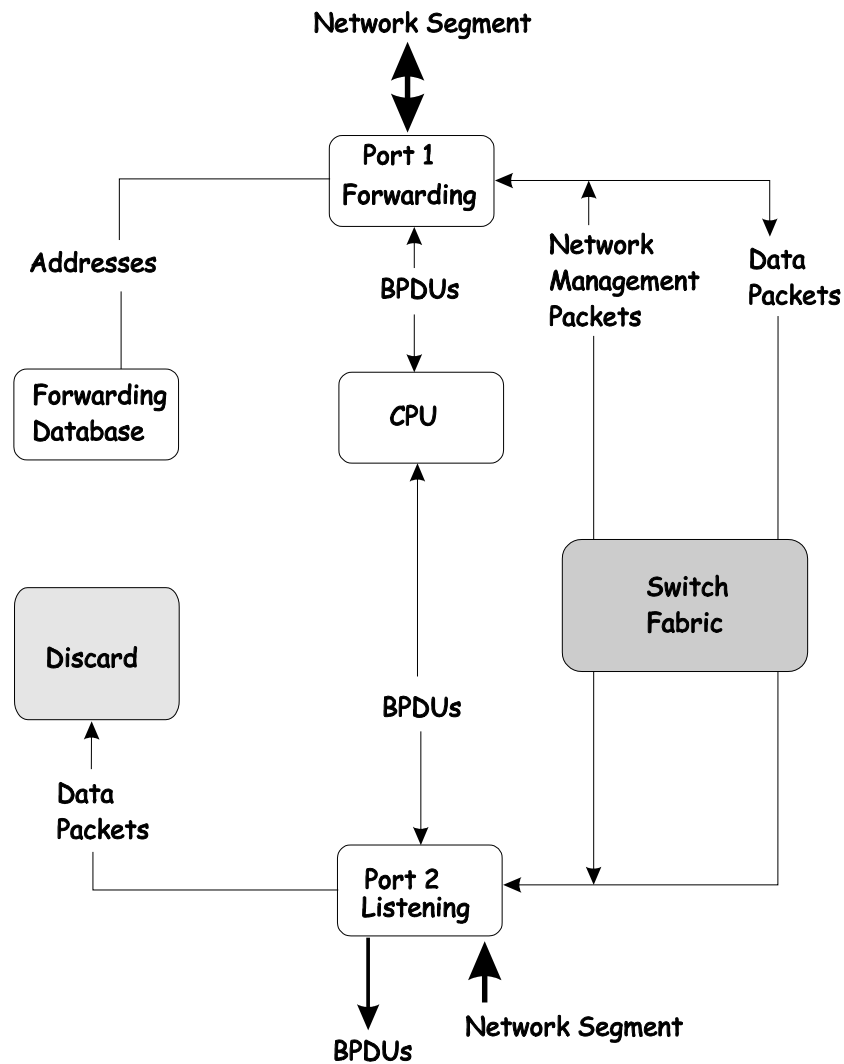 Network Segment
Port 1
Forwarding
Addresses
BPDUs
Network
Management
Packets
Data
Packets
Forwarding
Database
CPU
Switch
Fabric
Discard
BPDUs
Data
Packets
Port 2
Listening
Network Segment
BPDUs